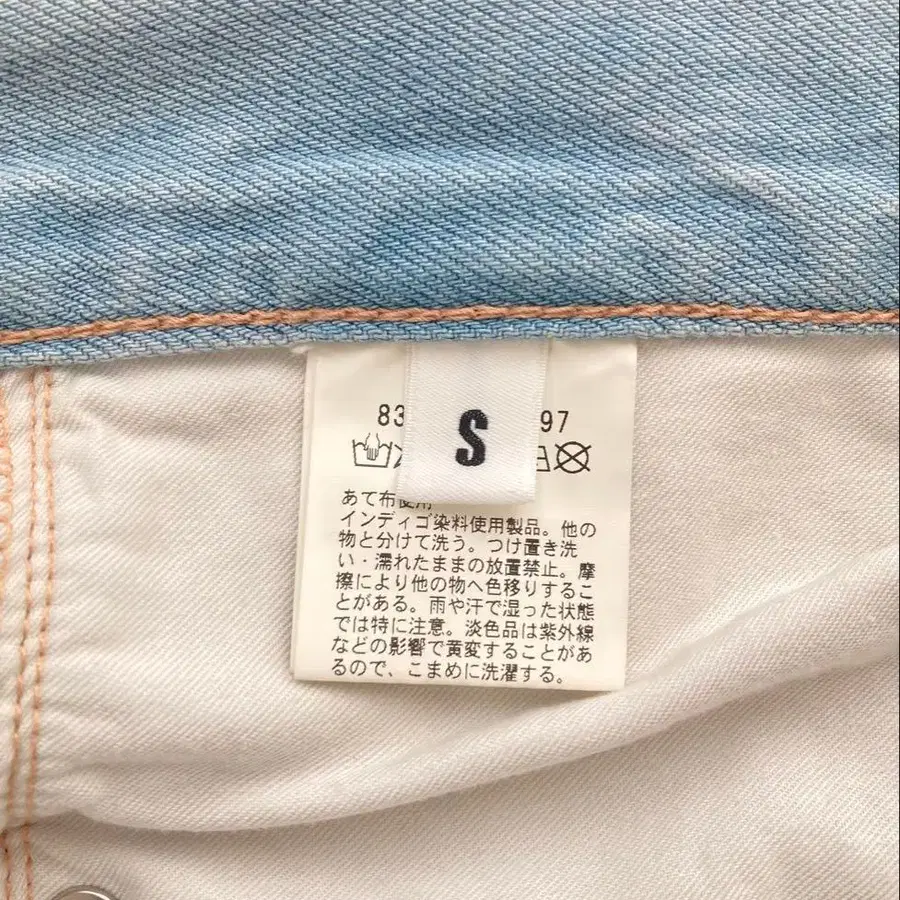 83
97
S
あて布使用
インディゴ染料使用製品。他の
物と分けて洗う。つけ置き洗
い・濡れたままの放置禁止。摩
擦により他の物へ色移りするこ
とがある。雨や汗で湿った状態
では特に注意。淡色品は紫外線
などの影響で黄変することがあ
るので、こまめに洗濯する。